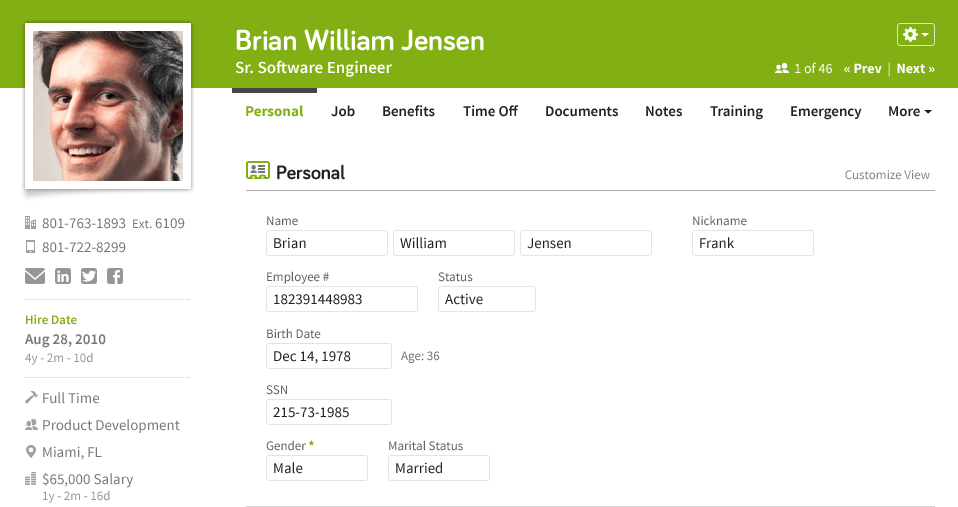 Brian William Jensen
Sr. Software Engineer
1 of 46 « Prev | Next »
Personal Job Benefits Time Off Documents Notes Training Emergency More
Personal
Customize View
801-763-1893 Ext. 6109
801-722-8299
Hire Date
Aug 28, 2010
4y - 2m - 10d
Full Time
Product Development
Miami, FL
$65,000 Salary
1y - 2m - 16d
Name Nickname
Brian William Jensen Frank
Employee # Status
182391448983 Active
Birth Date
Dec 14, 1978 Age: 36
SSN
215-73-1985
Gender * Marital Status
Male Married